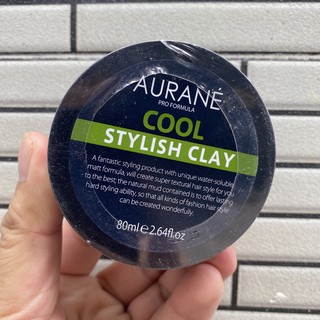 AURANÉ
PRO FORMULA
COOL
STYLISH CLAY
A fantastic styling product with unique water-soluble
matt formula, will create super textural hair style for you
to the best; the natural mud contained is to offer lasting
hard styling ability, so that all kinds of fashion hair style
can be created wonderfully.
80ml e 2.64fl.oz